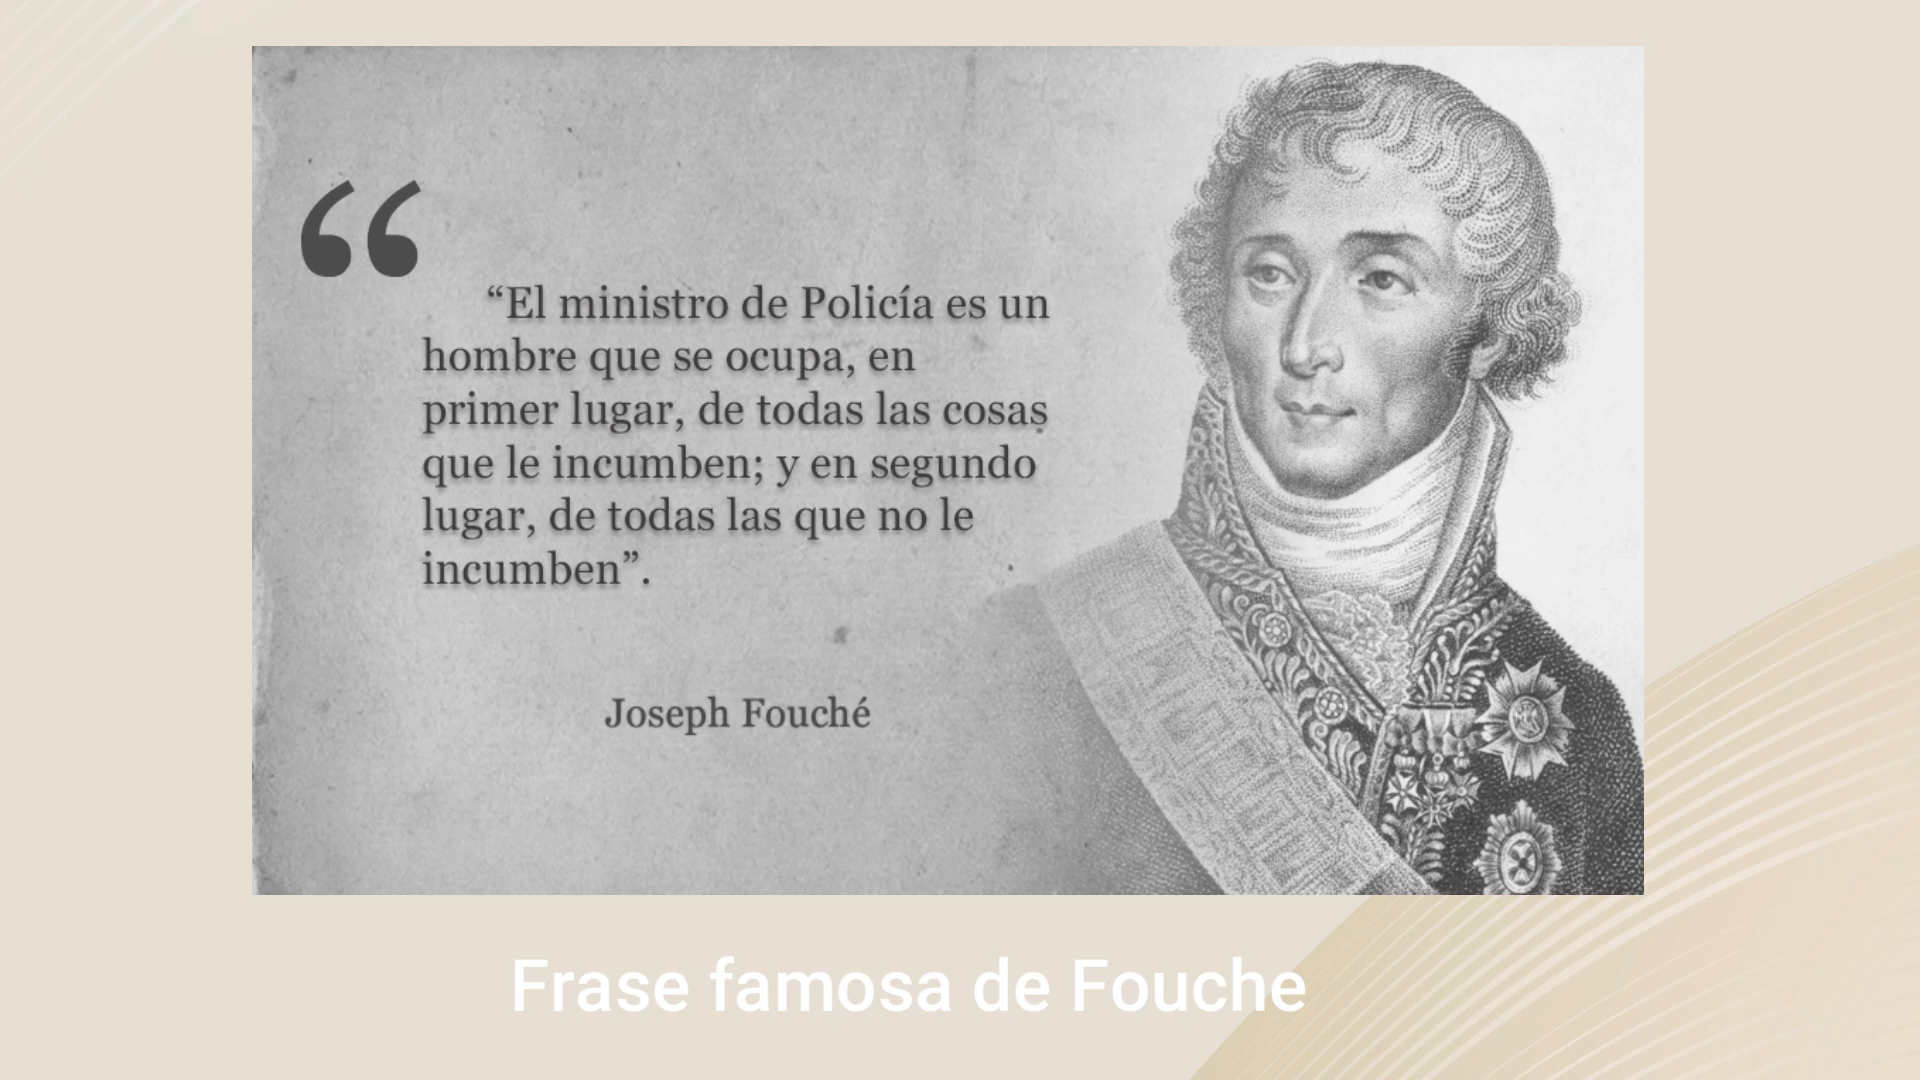 “
“El ministro de Policía es un
hombre que se ocupa, en
primer lugar, de todas las cosas
que le incumben; y en segundo
lugar, de todas las que no le
incumben”.
Joseph Fouché
Frase famosa de Fouche